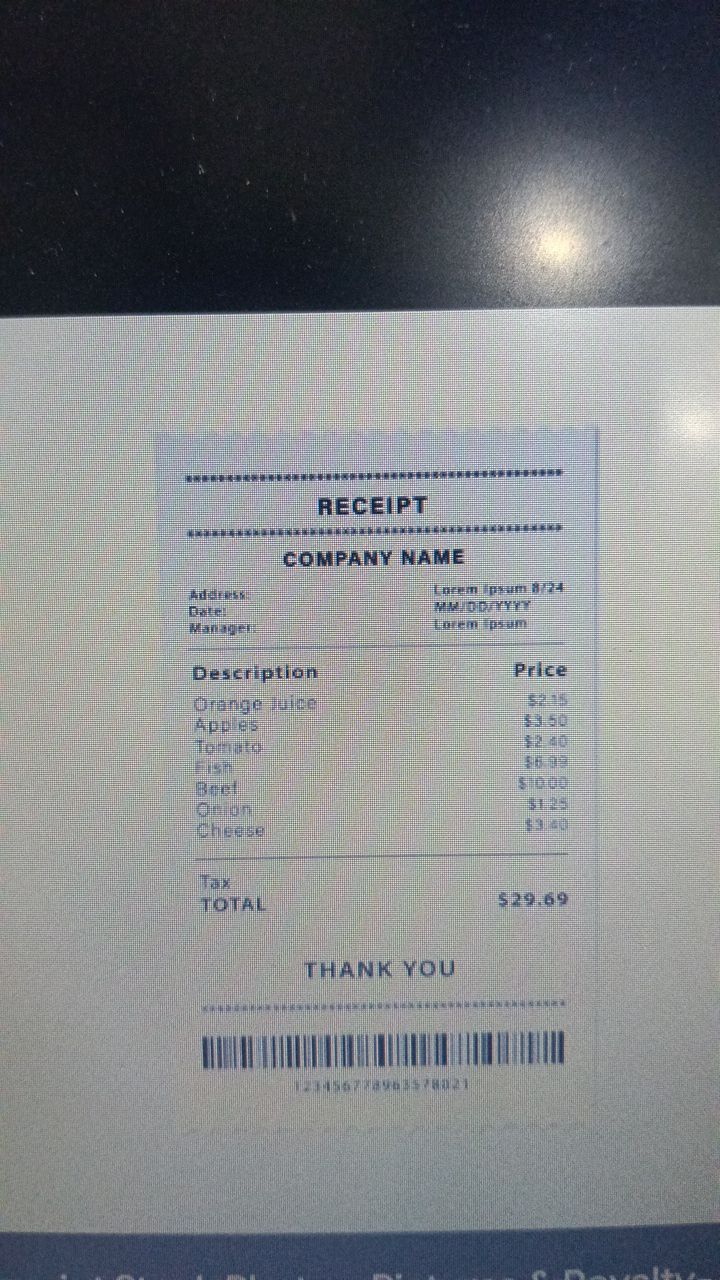 RECEIPT
COMPANY NAME
Address: Lorem Ipsum 8/24
Date: MM/DD/YYYY
Manager: Lorem Ipsum
Description Price
Orange Juice $2.15
Apples $3.50
Tomato $2.40
Fish $6.99
Beef $10.00
Onion $1.25
Cheese $3.40
Tax
TOTAL $29.69
THANK YOU